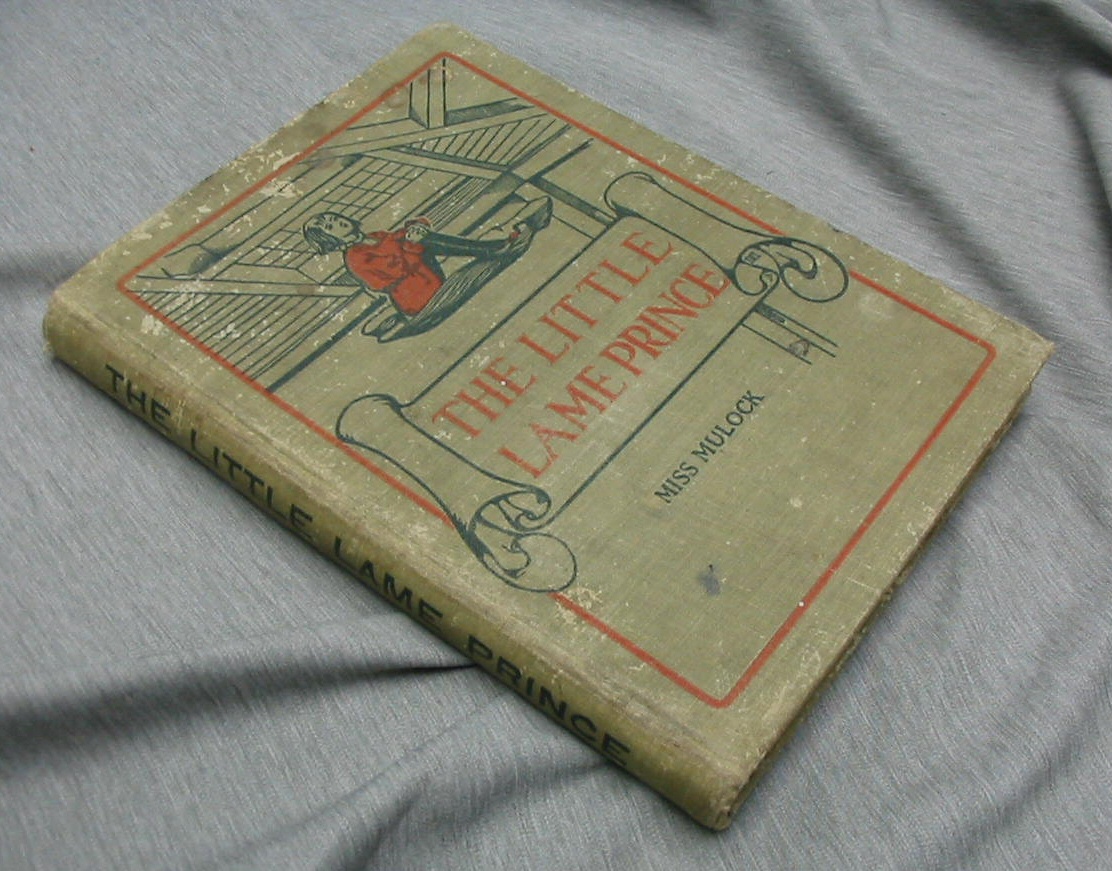 THE LITTLE
LAME PRINCE
MISS MULOCK
THE LITTLE LAME PRINCE